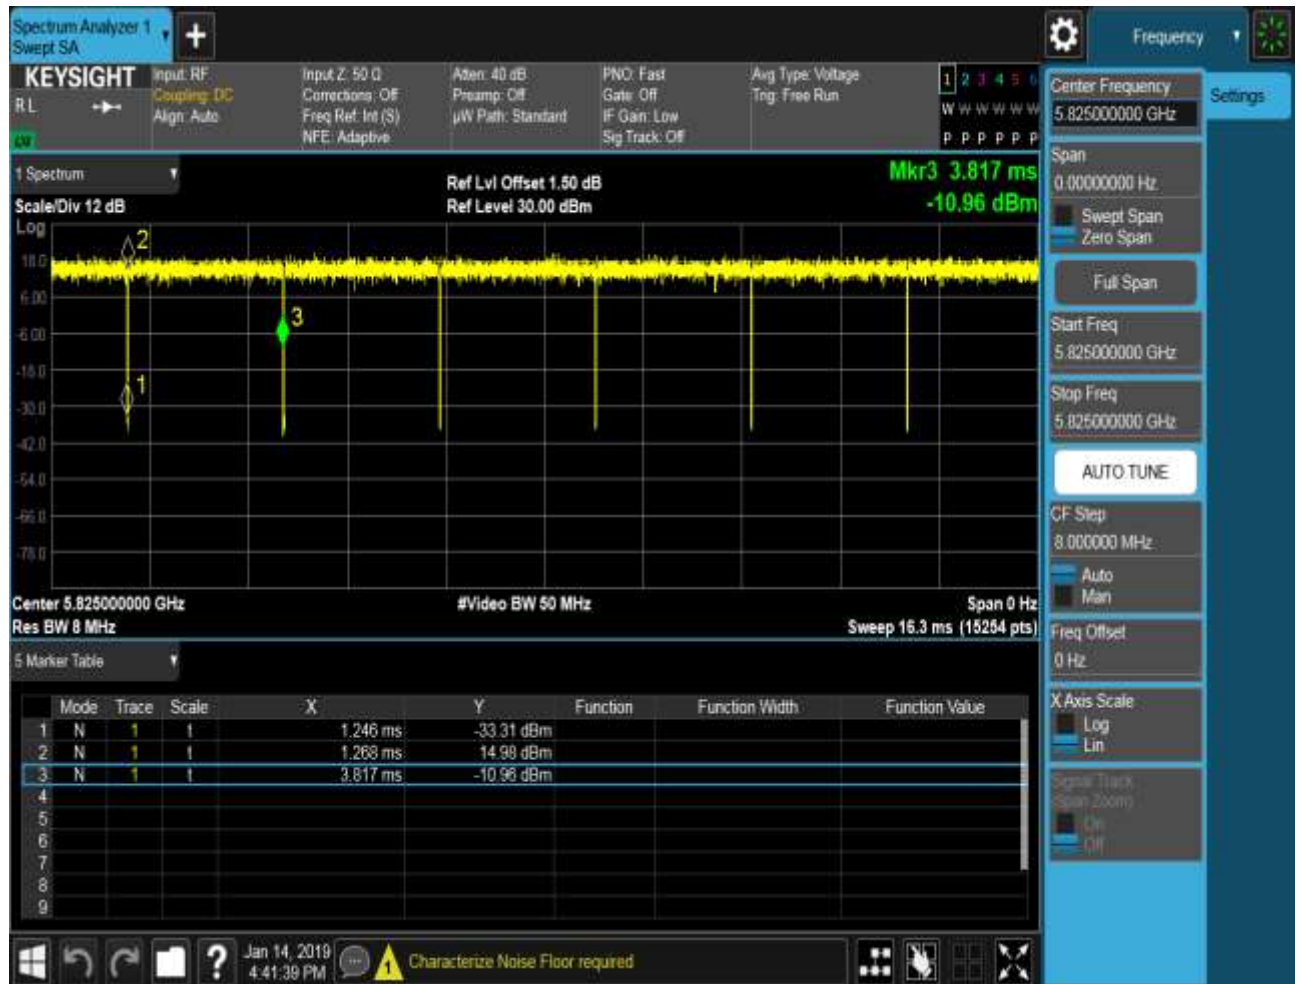 Spectrum Analyzer 1
Swept SA
Frequency
KEYSIGHT
RL
Input: RF
Coupling: DC
Align: Auto
Input Z: 50 Ω
Corrections: Off
Freq Ref: Int (S)
NFE: Adaptive
Atten: 40 dB
Preamp: Off
µW Path: Standard
PNO: Fast
Gate: Off
IF Gain: Low
Sig Track: Off
Avg Type: Voltage
Trig: Free Run
1 2 3 4 5 6
W W W W W W
P P P P P P
1 Spectrum
Scale/Div 12 dB
Ref Lvl Offset 1.50 dB
Ref Level 30.00 dBm
Mkr3 3.817 ms
-10.96 dBm
Log
18.0
6.00
-6.00
-18.0
-30.0
-42.0
-54.0
-66.0
-78.0
2
3
1
Center 5.825000000 GHz
#Video BW 50 MHz
Span 0 Hz
Res BW 8 MHz
Sweep 16.3 ms (15254 pts)
5 Marker Table
Mode Trace Scale X Y Function Function Width Function Value
1 N 1 t 1.246 ms -33.31 dBm
2 N 1 t 1.268 ms 14.98 dBm
3 N 1 t 3.817 ms -10.96 dBm
4
5
6
7
8
9
?
Jan 14, 2019
4:41:39 PM
1
Characterize Noise Floor required
Center Frequency
5.825000000 GHz
Settings
Span
0.00000000 Hz
Swept Span
Zero Span
Full Span
Start Freq
5.825000000 GHz
Stop Freq
5.825000000 GHz
AUTO TUNE
CF Step
8.000000 MHz
Auto
Man
Freq Offset
0 Hz
X Axis Scale
Log
Lin
Signal Track
(Span Zoom)
On
Off